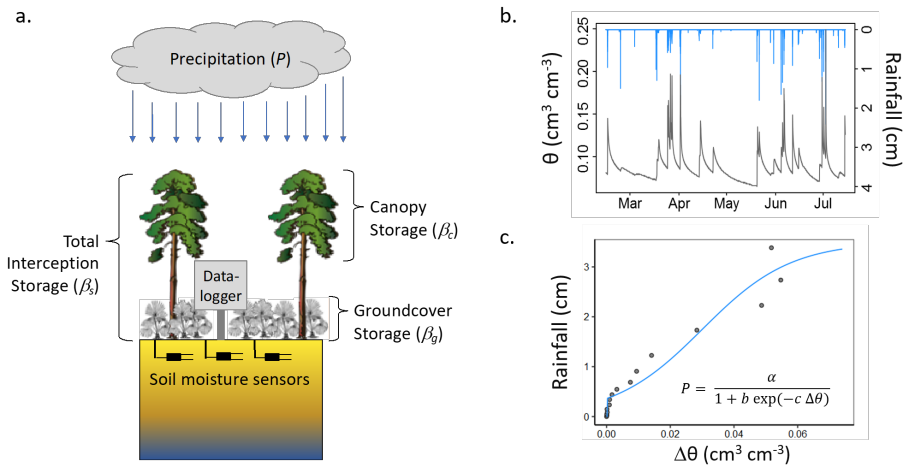 a.
Precipitation (P)
Total
Interception
Storage (βs)
Canopy
Storage (βc)
Data-
logger
Groundcover
Storage (βg)
Soil moisture sensors
b.
θ (cm³ cm⁻³)
0.25
0.20
0.15
0.10
Mar Apr May Jun Jul
0
1
2
3
4
Rainfall (cm)
c.
Rainfall (cm)
3
2
1
0
P = α / 1 + b exp(−c Δθ)
0.00 0.02 0.04 0.06
Δθ (cm³ cm⁻³)